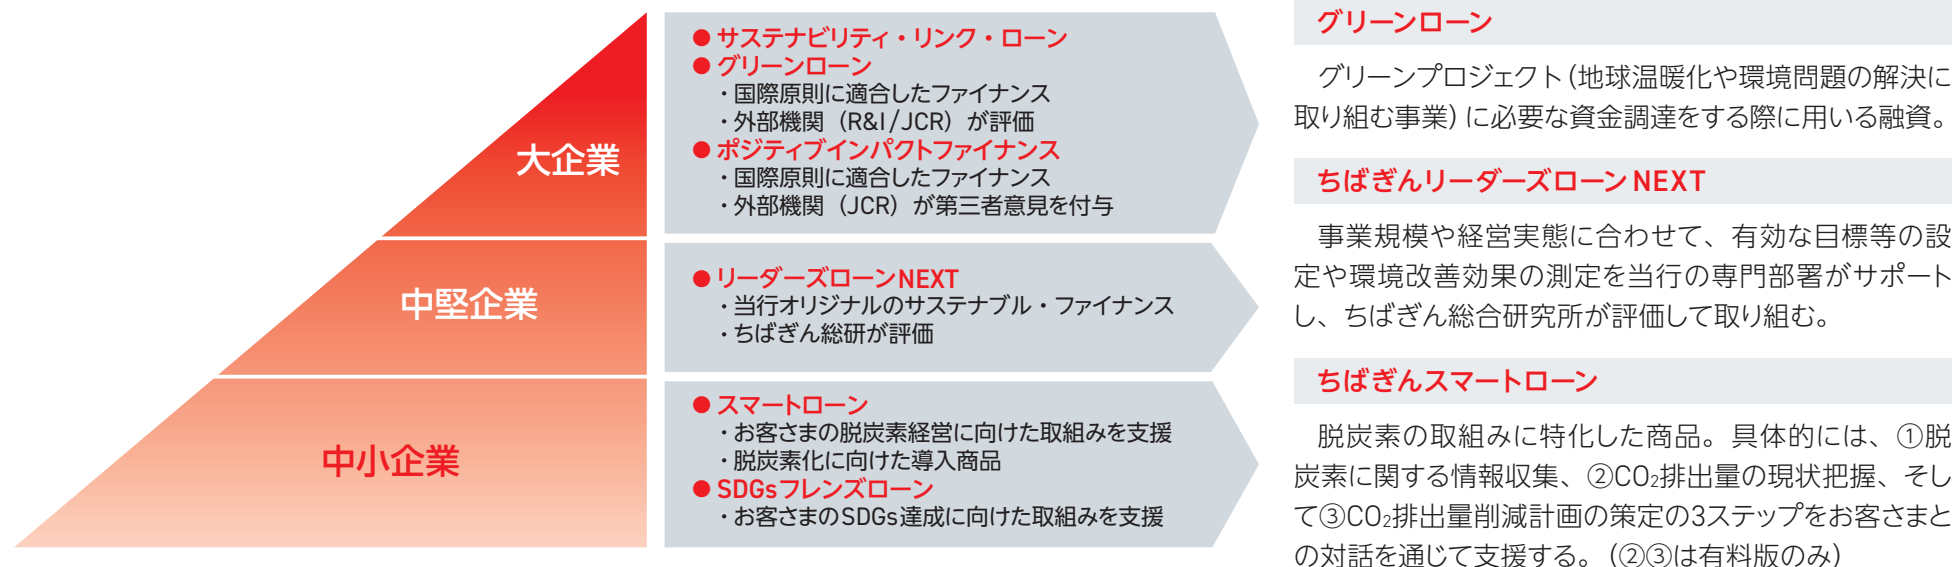 大企業
● サステナビリティ・リンク・ローン
● グリーンローン
・国際原則に適合したファイナンス
・外部機関（R&I/JCR）が評価
● ポジティブインパクトファイナンス
・国際原則に適合したファイナンス
・外部機関（JCR）が第三者意見を付与
中堅企業
● リーダーズローンNEXT
・当行オリジナルのサステナブル・ファイナンス
・ちばぎん総研が評価
中小企業
● スマートローン
・お客さまの脱炭素経営に向けた取組みを支援
・脱炭素化に向けた導入商品
● SDGsフレンズローン
・お客さまのSDGs達成に向けた取組みを支援
グリーンローン
グリーンプロジェクト（地球温暖化や環境問題の解決に
取り組む事業）に必要な資金調達をする際に用いる融資。
ちばぎんリーダーズローン NEXT
事業規模や経営実態に合わせて、有効な目標等の設
定や環境改善効果の測定を当行の専門部署がサポート
し、ちばぎん総合研究所が評価して取り組む。
ちばぎんスマートローン
脱炭素の取組みに特化した商品。具体的には、①脱
炭素に関する情報収集、②CO₂排出量の現状把握、そし
て③CO₂排出量削減計画の策定の3ステップをお客さまと
の対話を通じて支援する。（②③は有料版のみ）